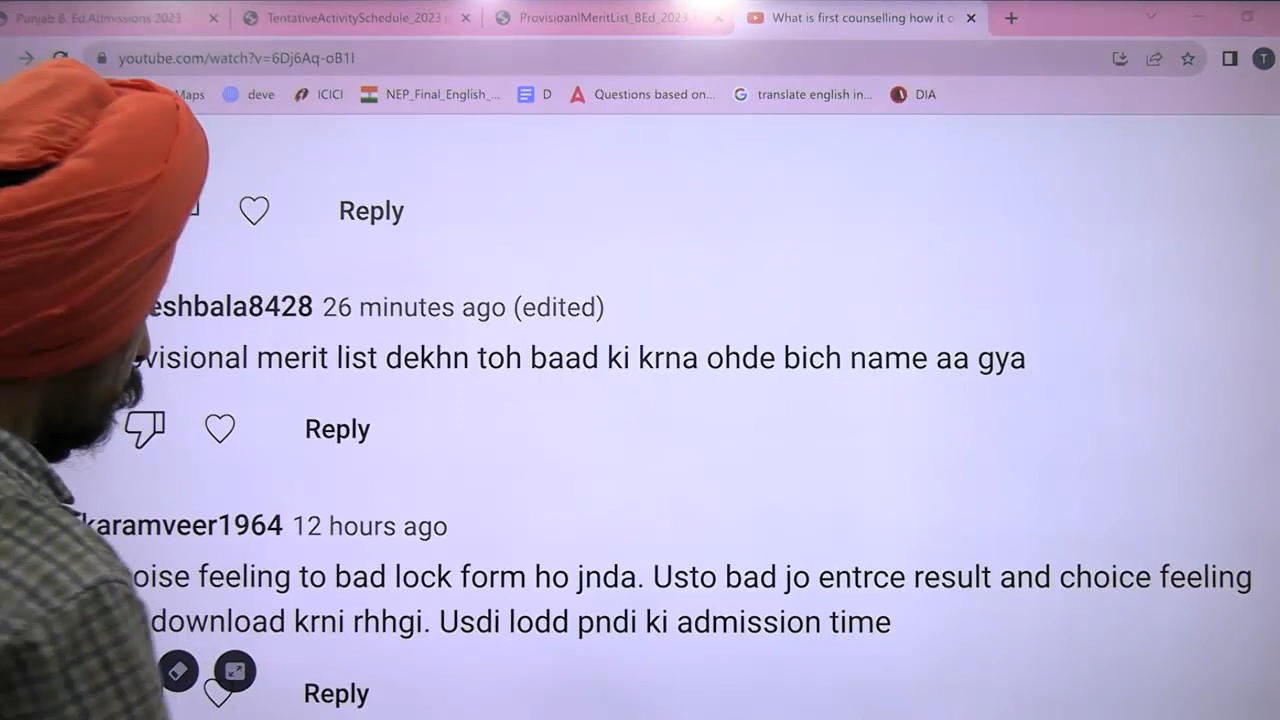 Punjab B. Ed Admissions 2023
TentativeActivitySchedule_2023
ProvisioanlMeritList_BEd_2023
What is first counselling how it o
youtube.com/watch?v=6Dj6Aq-oB1I
T
Maps
deve
ICICI
NEP_Final_English_...
D
Questions based on...
translate english in...
DIA
Reply
eshbala8428 26 minutes ago (edited)
visional merit list dekhn toh baad ki krna ohde bich name aa gya
Reply
karamveer1964 12 hours ago
oise feeling to bad lock form ho jnda. Usto bad jo entrce result and choice feeling
download krni rhhgi. Usdi lodd pndi ki admission time
Reply